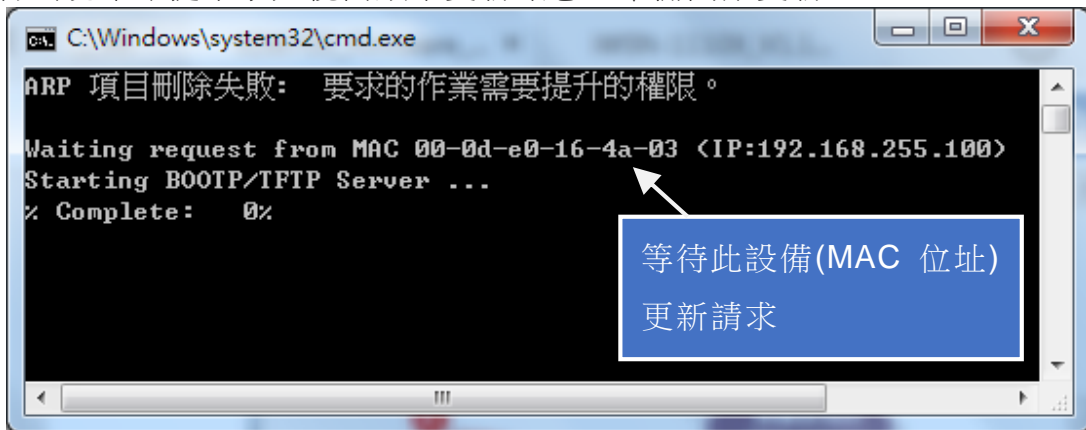 C:\Windows\system32\cmd.exe
ARP 項目刪除失敗: 要求的作業需要提升的權限。
Waiting request from MAC 00-0d-e0-16-4a-03 (IP:192.168.255.100)
Starting BOOTP/TFTP Server ...
% Complete: 0%
等待此設備(MAC 位址)
更新請求